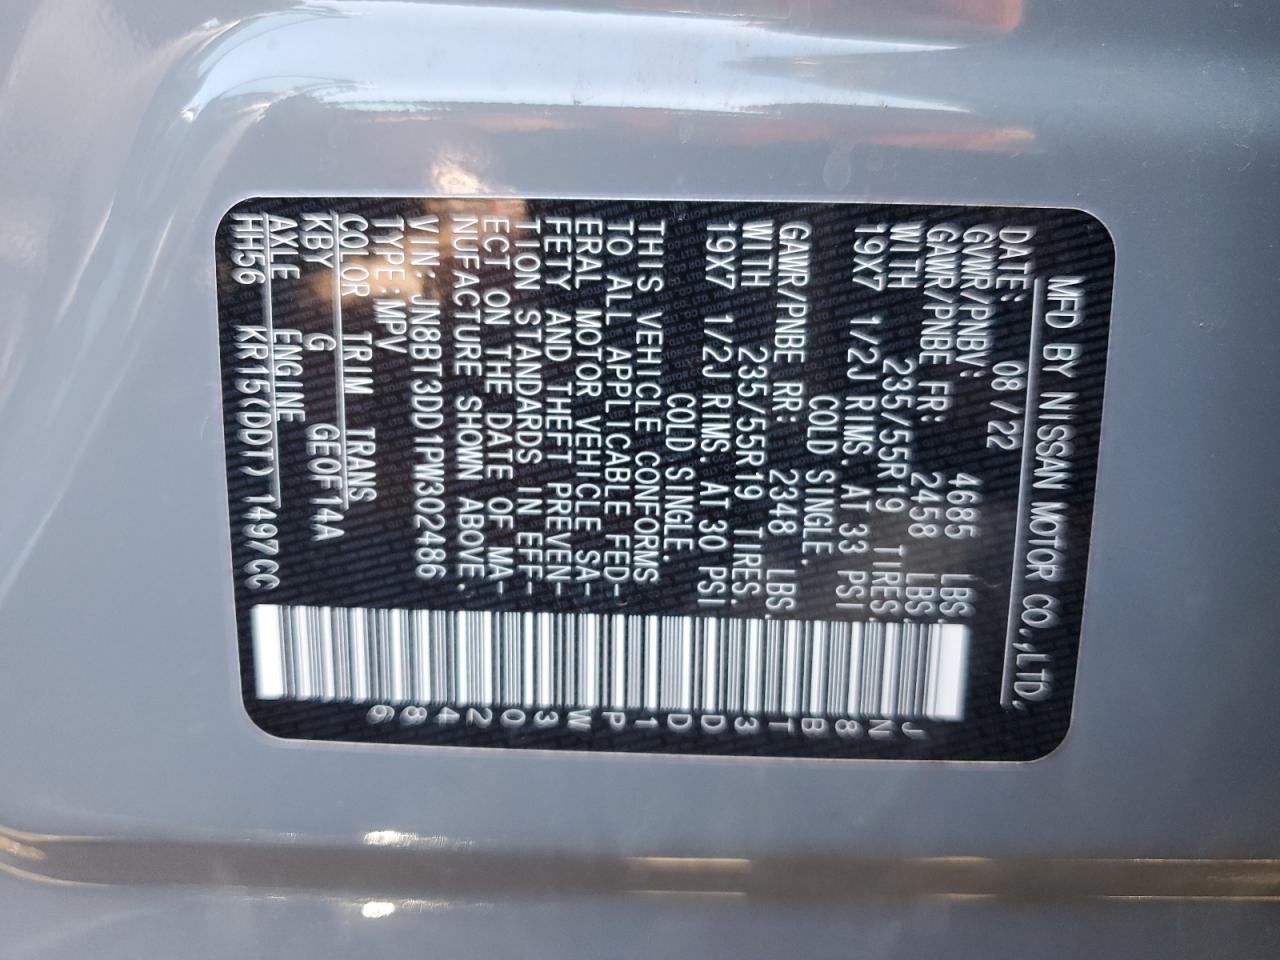 MFD BY NISSAN MOTOR CO.,LTD.
DATE: 08/22
GVWR/PNBV: 4685 LBS.
GAWR/PNBE FR: 2458 LBS.
WITH 235/55R19 TIRES.
19X7 1/2J RIMS. AT 33 PSI
COLD SINGLE.
GAWR/PNBE RR: 2348 LBS.
WITH 235/55R19 TIRES.
19X7 1/2J RIMS. AT 30 PSI
COLD SINGLE.
THIS VEHICLE CONFORMS
TO ALL APPLICABLE FED-
ERAL MOTOR VEHICLE SA-
FETY AND THEFT PREVEN-
TION STANDARDS IN EFF-
ECT ON THE DATE OF MA-
NUFACTURE SHOWN ABOVE.
VIN: JN8BT3DD1PW302486
TYPE:MPV
COLOR TRIM TRANS
KBY G GE0F14A
AXLE ENGINE
HH56 KR15(DDT) 1497CC
JN8BT3DD1PW302486